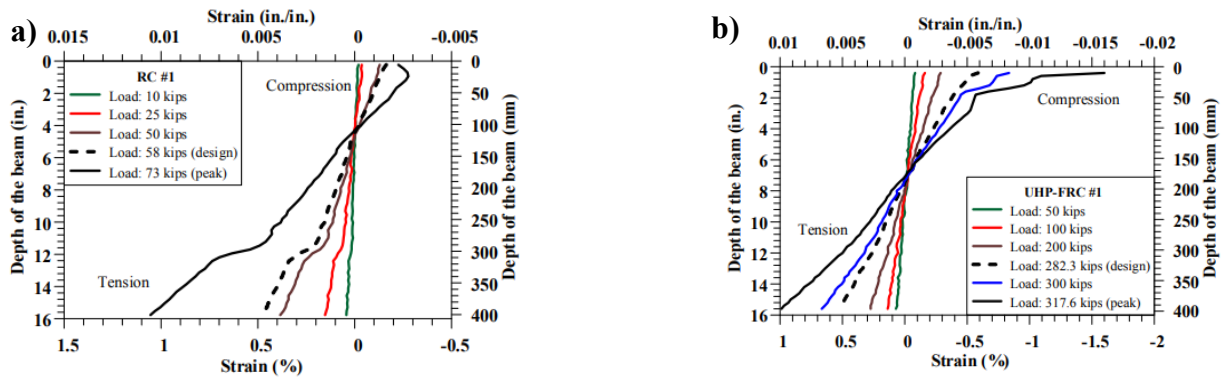 a)
Strain (in./in.)
0.015 0.01 0.005 0 -0.005
Depth of the beam (in.)
0
2
4
6
8
10
12
14
16
RC #1
Load: 10 kips
Load: 25 kips
Load: 50 kips
Load: 58 kips (design)
Load: 73 kips (peak)
Compression
Tension
0
50
100
150
200
250
300
350
400
Depth of the beam (mm)
1.5 1 0.5 0 -0.5
Strain (%)
b)
Strain (in./in.)
0.01 0.005 0 -0.005 -0.01 -0.015 -0.02
Depth of the beam (in.)
0
2
4
6
8
10
12
14
16
Compression
Tension
UHP-FRC #1
Load: 50 kips
Load: 100 kips
Load: 200 kips
Load: 282.3 kips (design)
Load: 300 kips
Load: 317.6 kips (peak)
0
50
100
150
200
250
300
350
400
Depth of the beam (mm)
1 0.5 0 -0.5 -1 -1.5 -2
Strain (%)